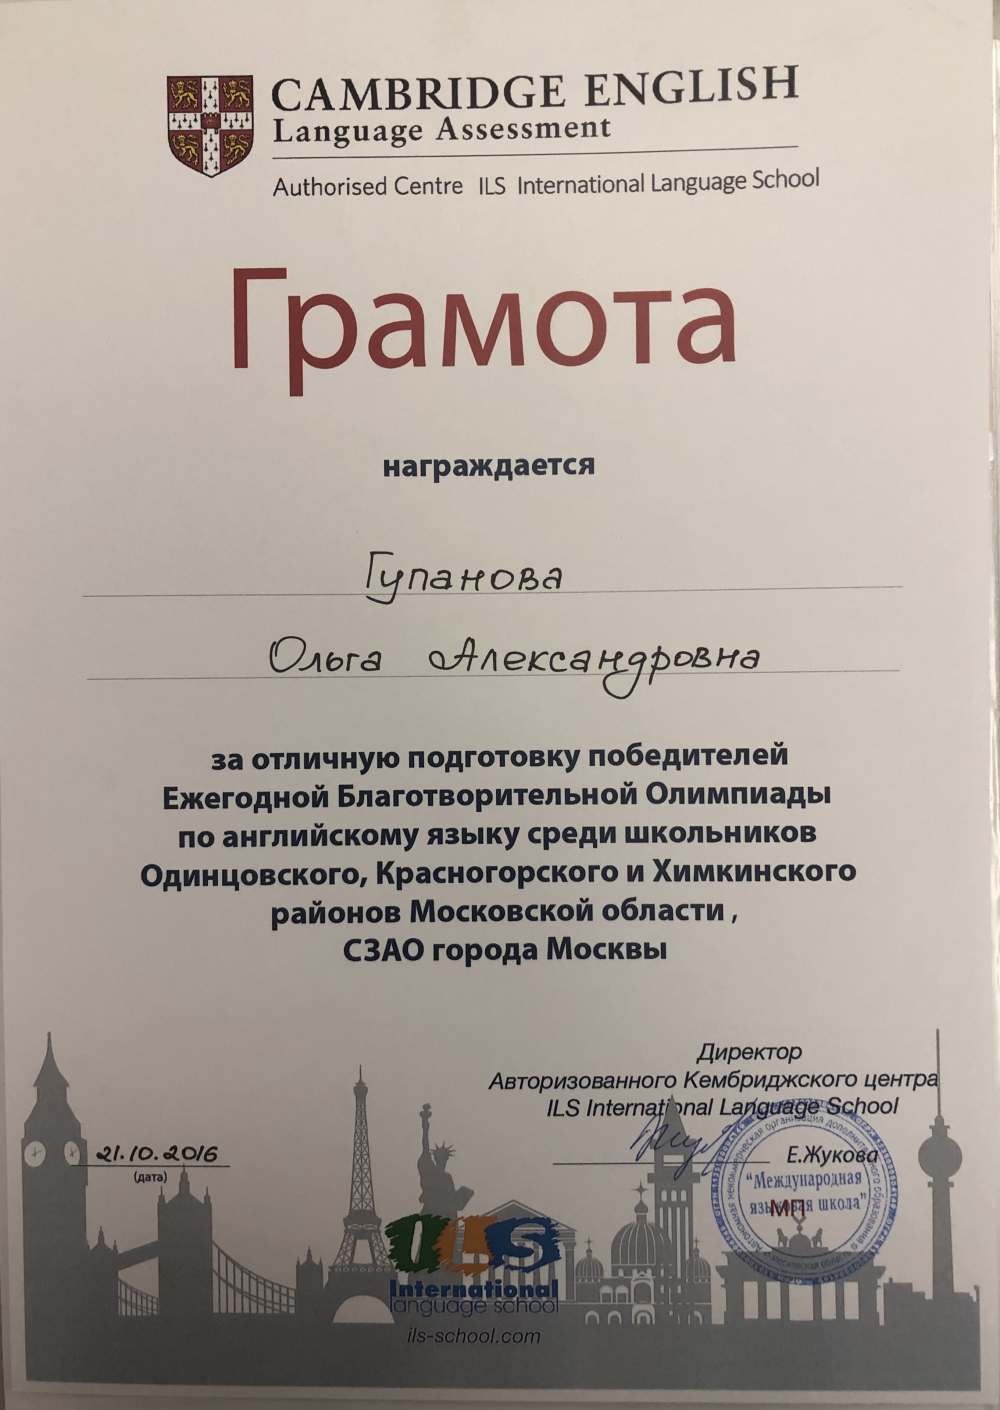 CAMBRIDGE ENGLISH
Language Assessment
Authorised Centre ILS International Language School
Грамота
награждается
Гупанова
Ольга Александровна
за отличную подготовку победителей
Ежегодной Благотворительной Олимпиады
по английскому языку среди школьников
Одинцовского, Красногорского и Химкинского
районов Московской области ,
СЗАО города Москвы
Директор
Авторизованного Кембриджского центра
ILS International Language School
21.10.2016
(дата)
Е.Жукова
"Международная
языковая школа"
МП
ILS
International
language school
ils-school.com